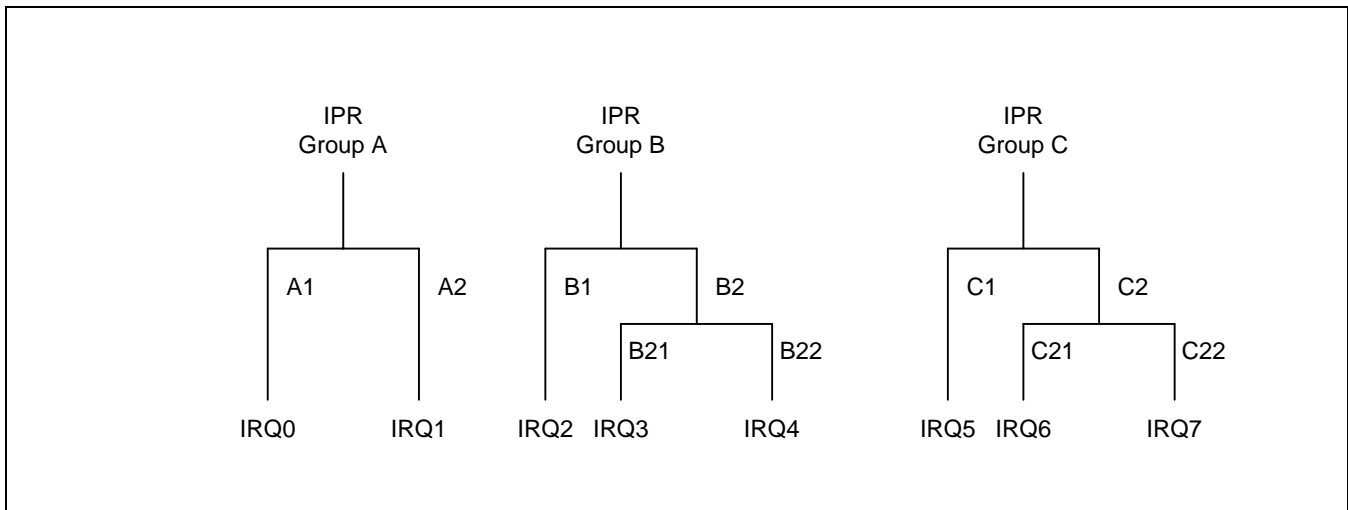 IPR
Group A
IPR
Group B
IPR
Group C
A1
A2
B1
B2
C1
C2
B21
B22
C21
C22
IRQ0
IRQ1
IRQ2
IRQ3
IRQ4
IRQ5
IRQ6
IRQ7